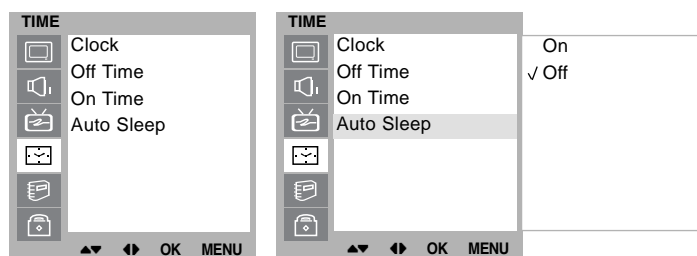 TIME
Clock
Off Time
On Time
Auto Sleep
▲▼ ◀▶ OK MENU
TIME
Clock
Off Time
On Time
Auto Sleep
On
√ Off
▲▼ ◀▶ OK MENU